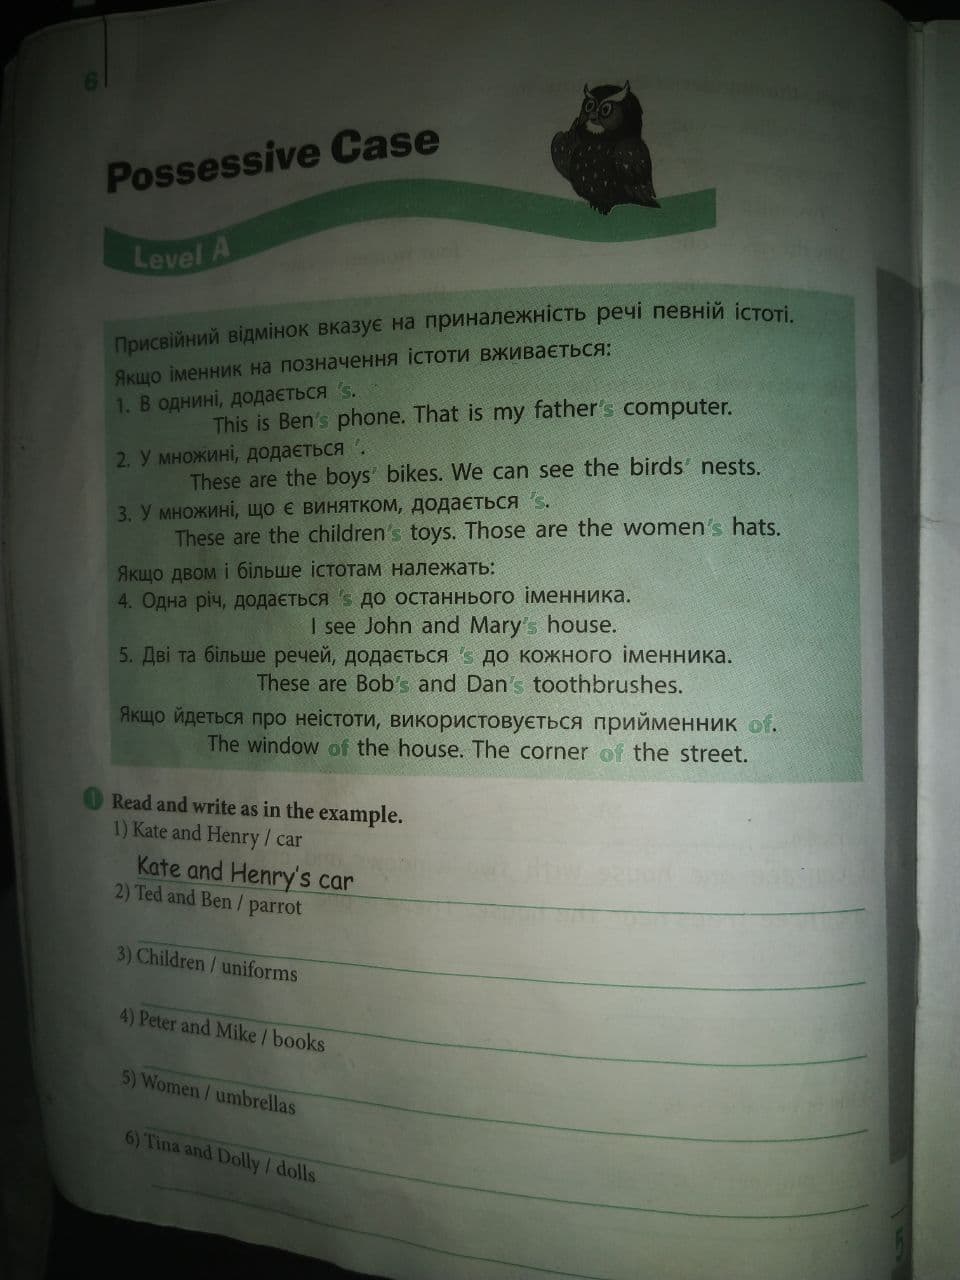 6
Possessive Case
Level A
Присвійний відмінок вказує на приналежність речі певній істоті.
Якщо іменник на позначення істоти вживається:
1. В однині, додається 's.
This is Ben's phone. That is my father's computer.
2. У множині, додається '.
These are the boys' bikes. We can see the birds' nests.
3. У множині, що є винятком, додається 's.
These are the children's toys. Those are the women's hats.
Якщо двом і більше істотам належать:
4. Одна річ, додається 's до останнього іменника.
I see John and Mary's house.
5. Дві та більше речей, додається 's до кожного іменника.
These are Bob's and Dan's toothbrushes.
Якщо йдеться про неістоти, використовується прийменник of.
The window of the house. The corner of the street.
1 Read and write as in the example.
1) Kate and Henry / car
Kate and Henry's car
2) Ted and Ben / parrot
3) Children / uniforms
4) Peter and Mike / books
5) Women / umbrellas
6) Tina and Dolly / dolls
5